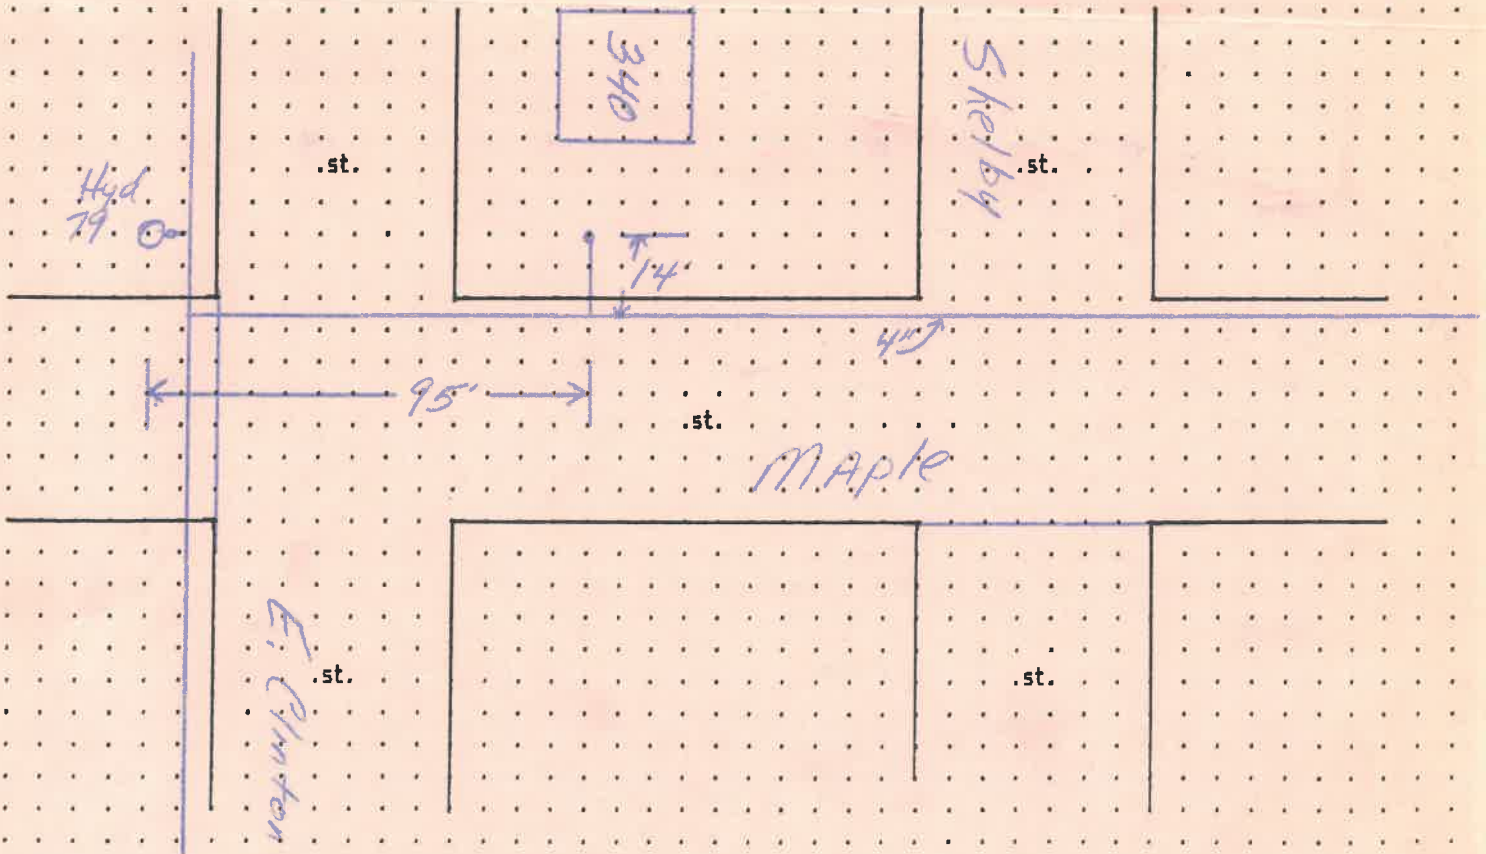 340
Shelby
.st.
.st.
Hyd
79
14'
4"
95'
.st.
Maple
E. Clinton
.st.
.st.